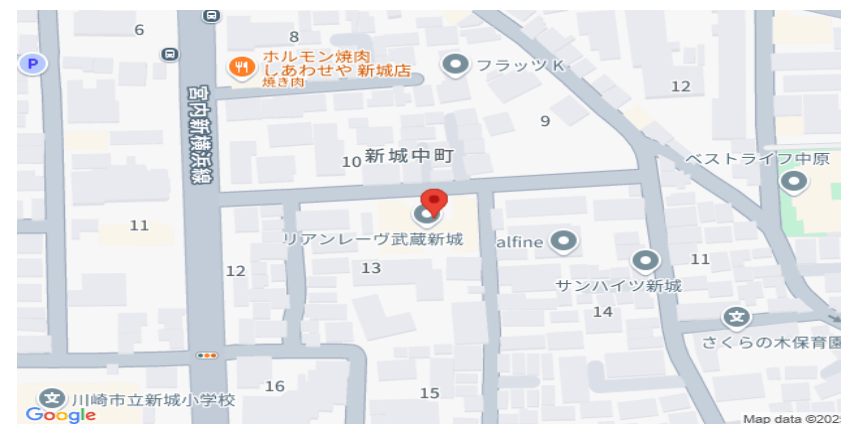 6
8
P
ホルモン焼肉
しあわせや 新城店
焼き肉
フラッツK
12
宮内新横浜線
9
新城中町
10
ベストライフ中原
11
リアンレーヴ武蔵新城
alfine
12
13
11
サンハイツ新城
14
さくらの木保育園
川崎市立新城小学校
16
15
Google
Map data ©202